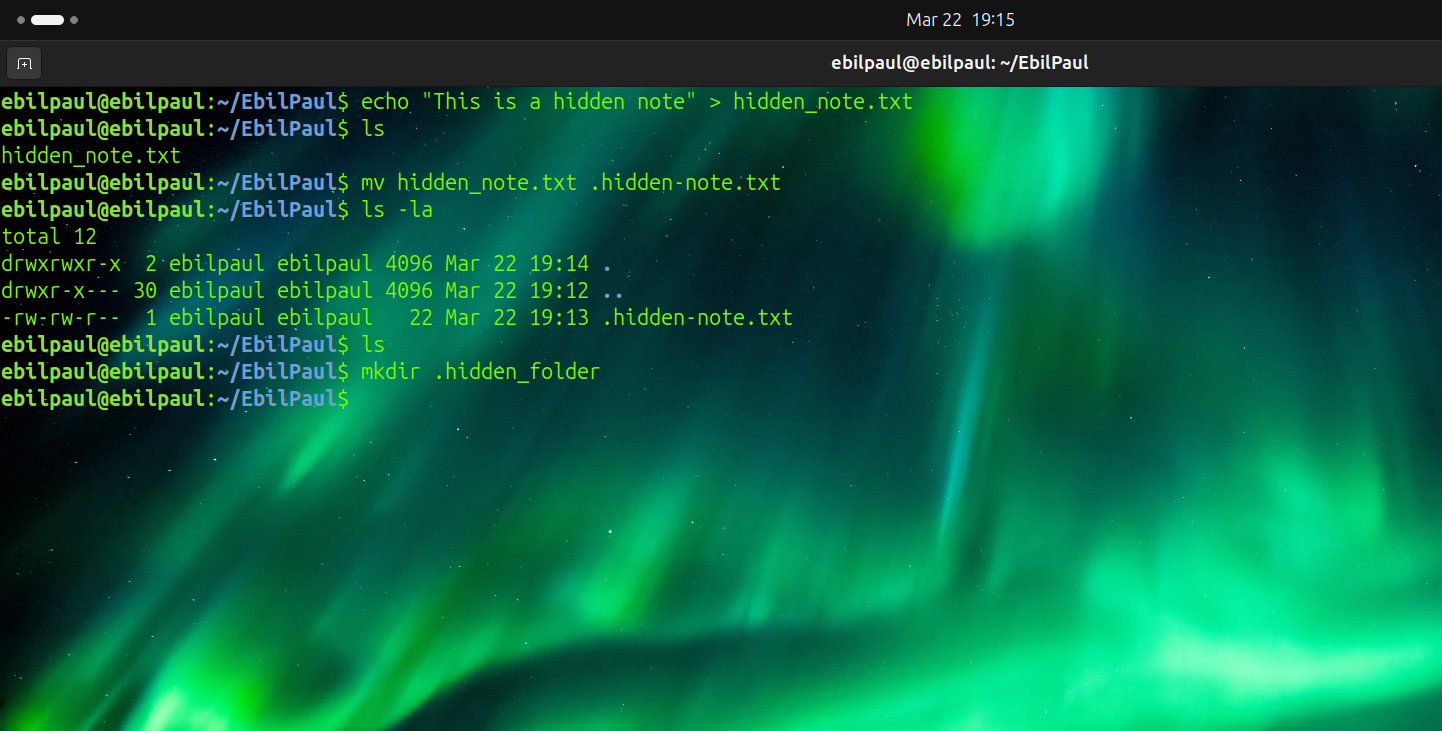 Mar 22 19:15
ebilpaul@ebilpaul: ~/EbilPaul
ebilpaul@ebilpaul:~/EbilPaul$ echo "This is a hidden note" > hidden_note.txt
ebilpaul@ebilpaul:~/EbilPaul$ ls
hidden_note.txt
ebilpaul@ebilpaul:~/EbilPaul$ mv hidden_note.txt .hidden-note.txt
ebilpaul@ebilpaul:~/EbilPaul$ ls -la
total 12
drwxrwxr-x  2 ebilpaul ebilpaul 4096 Mar 22 19:14 .
drwxr-x--- 30 ebilpaul ebilpaul 4096 Mar 22 19:12 ..
-rw-rw-r--  1 ebilpaul ebilpaul   22 Mar 22 19:13 .hidden-note.txt
ebilpaul@ebilpaul:~/EbilPaul$ ls
ebilpaul@ebilpaul:~/EbilPaul$ mkdir .hidden_folder
ebilpaul@ebilpaul:~/EbilPaul$